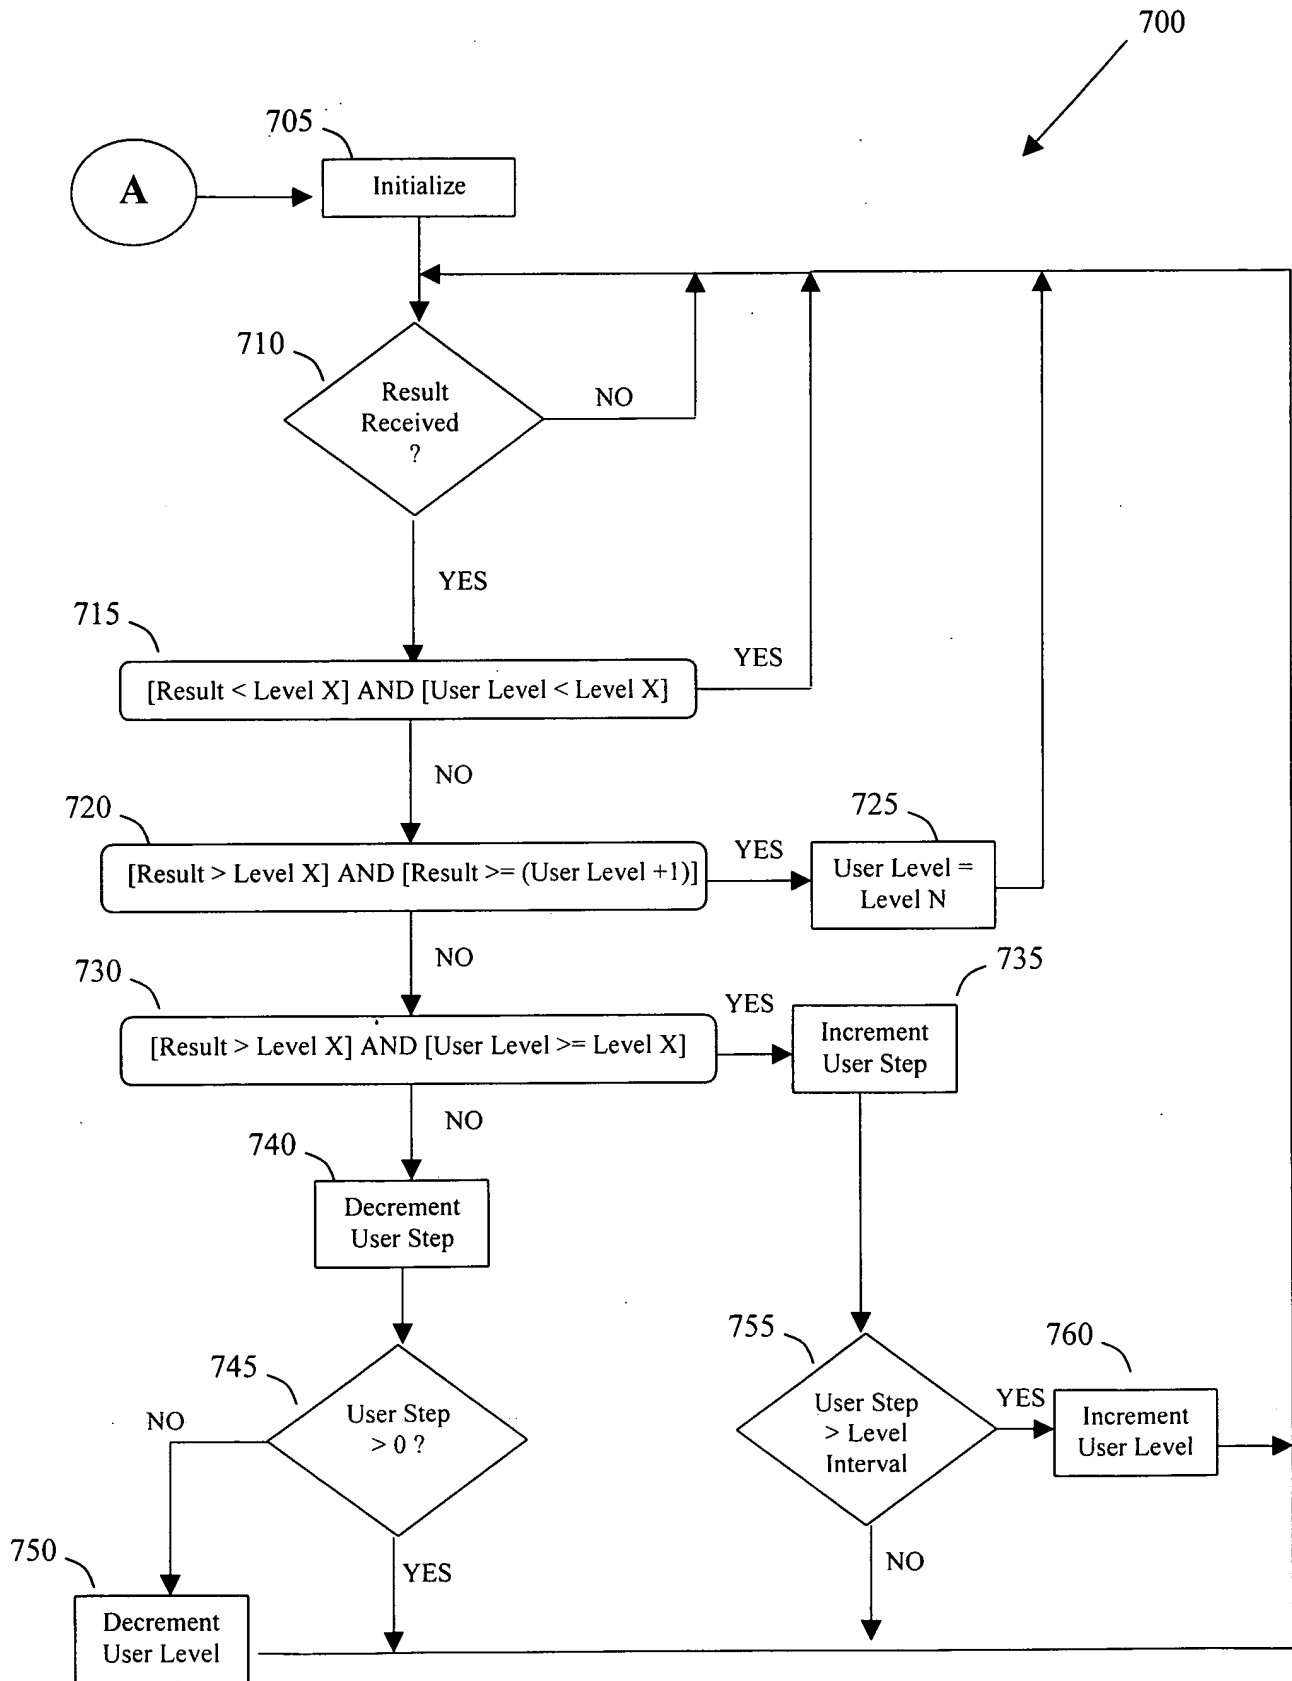 700
705
A
Initialize
710
Result
Received
?
NO
YES
715
[Result < Level X] AND [User Level < Level X]
YES
NO
720
[Result > Level X] AND [Result >= (User Level +1)]
YES
725
User Level =
Level N
NO
730
[Result > Level X] AND [User Level >= Level X]
YES
735
Increment
User Step
NO
740
Decrement
User Step
745
User Step
> 0 ?
NO
YES
750
Decrement
User Level
755
User Step
> Level
Interval
YES
NO
760
Increment
User Level